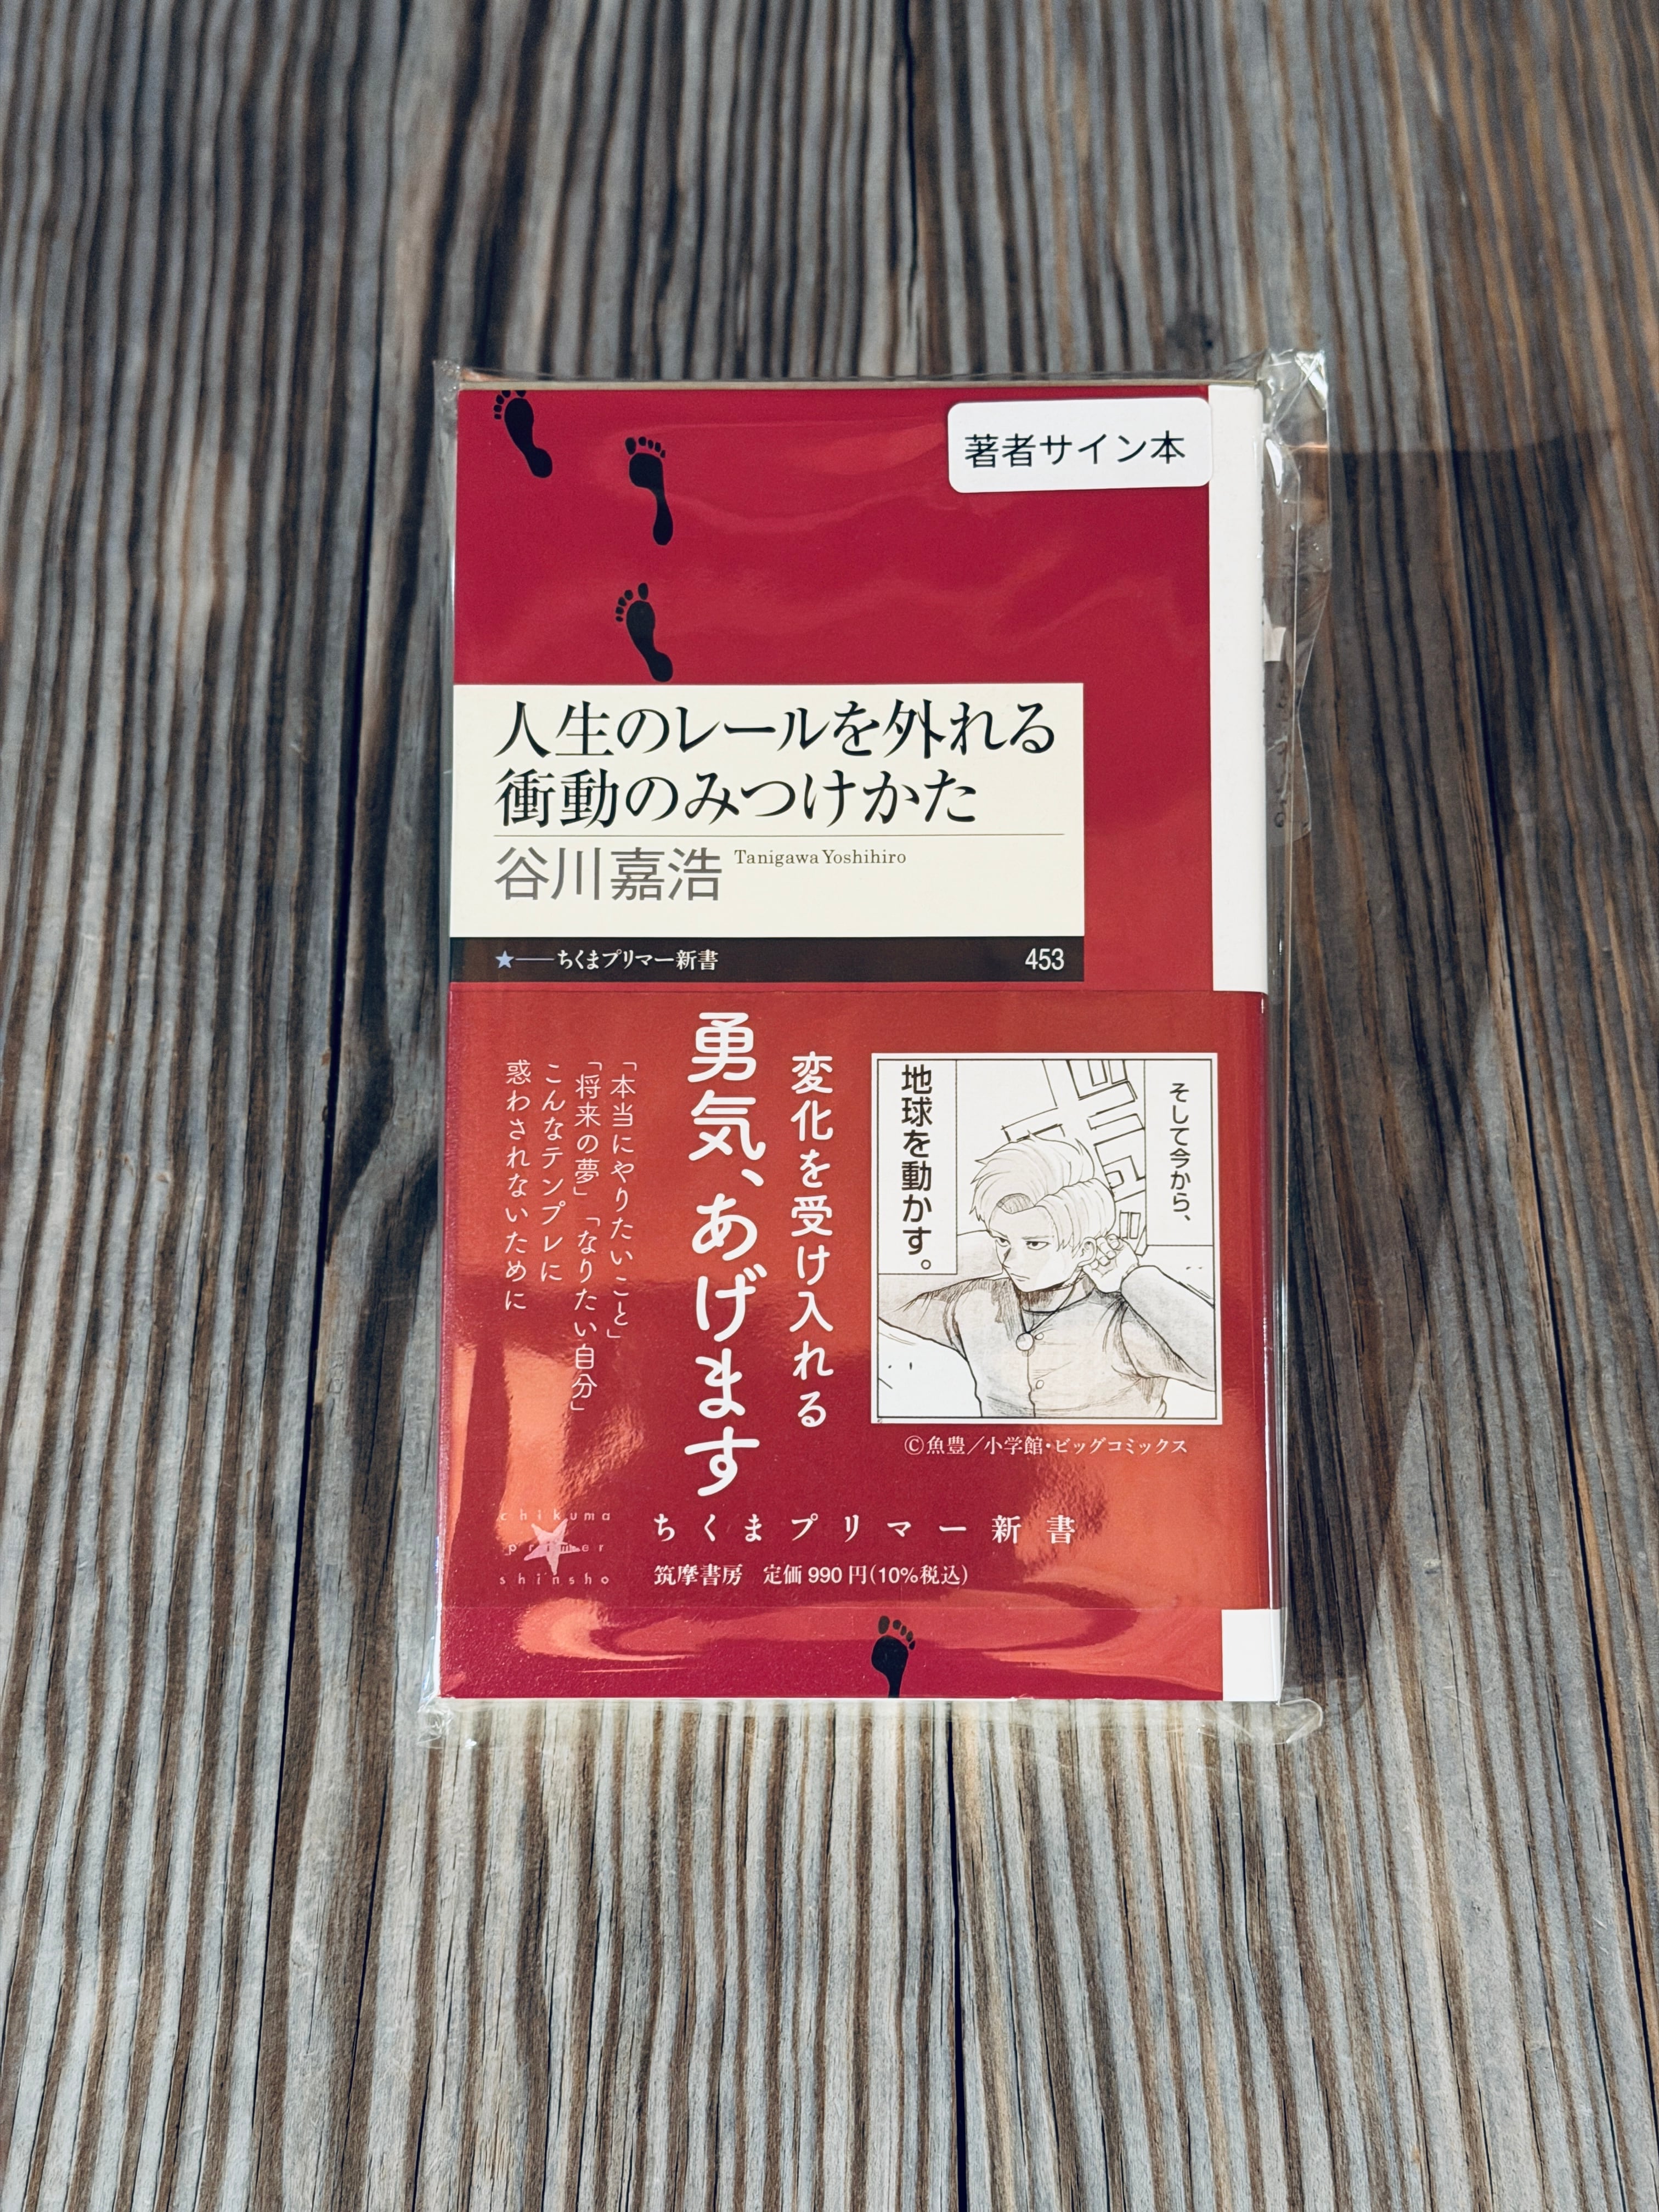 著者サイン本
人生のレールを外れる
衝動のみつけかた
谷川嘉浩
Tanigawa Yoshihiro
ちくまプリマー新書
453
そして今から、
地球を動かす。
©魚豊／小学館・ビッグコミックス
変化を受け入れる
勇気、あげます
「本当にやりたいこと」
「将来の夢」「なりたい自分」
こんなテンプレに
惑わされないために
chikuma
primer
shinsho
ちくまプリマー新書
筑摩書房 定価990円(10%税込)